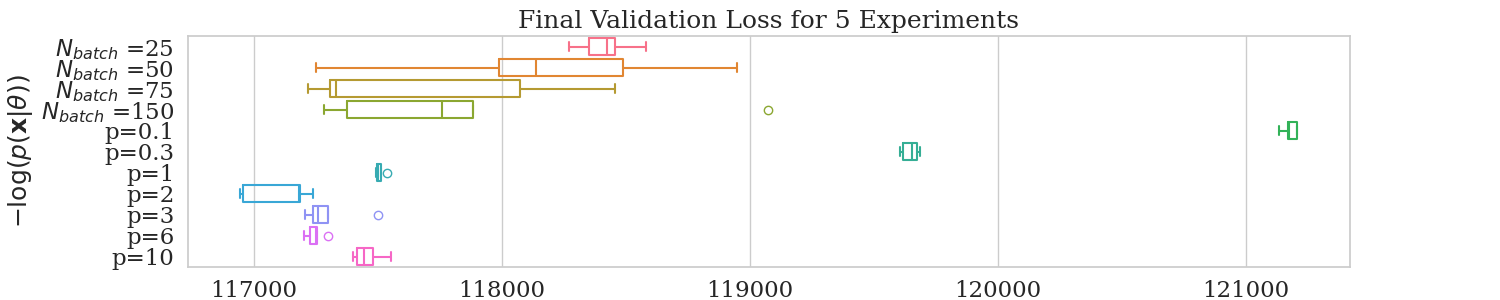 Final Validation Loss for 5 Experiments
−log(p(x|θ))
N_batch =25
N_batch =50
N_batch =75
N_batch =150
p=0.1
p=0.3
p=1
p=2
p=3
p=6
p=10
117000 118000 119000 120000 121000